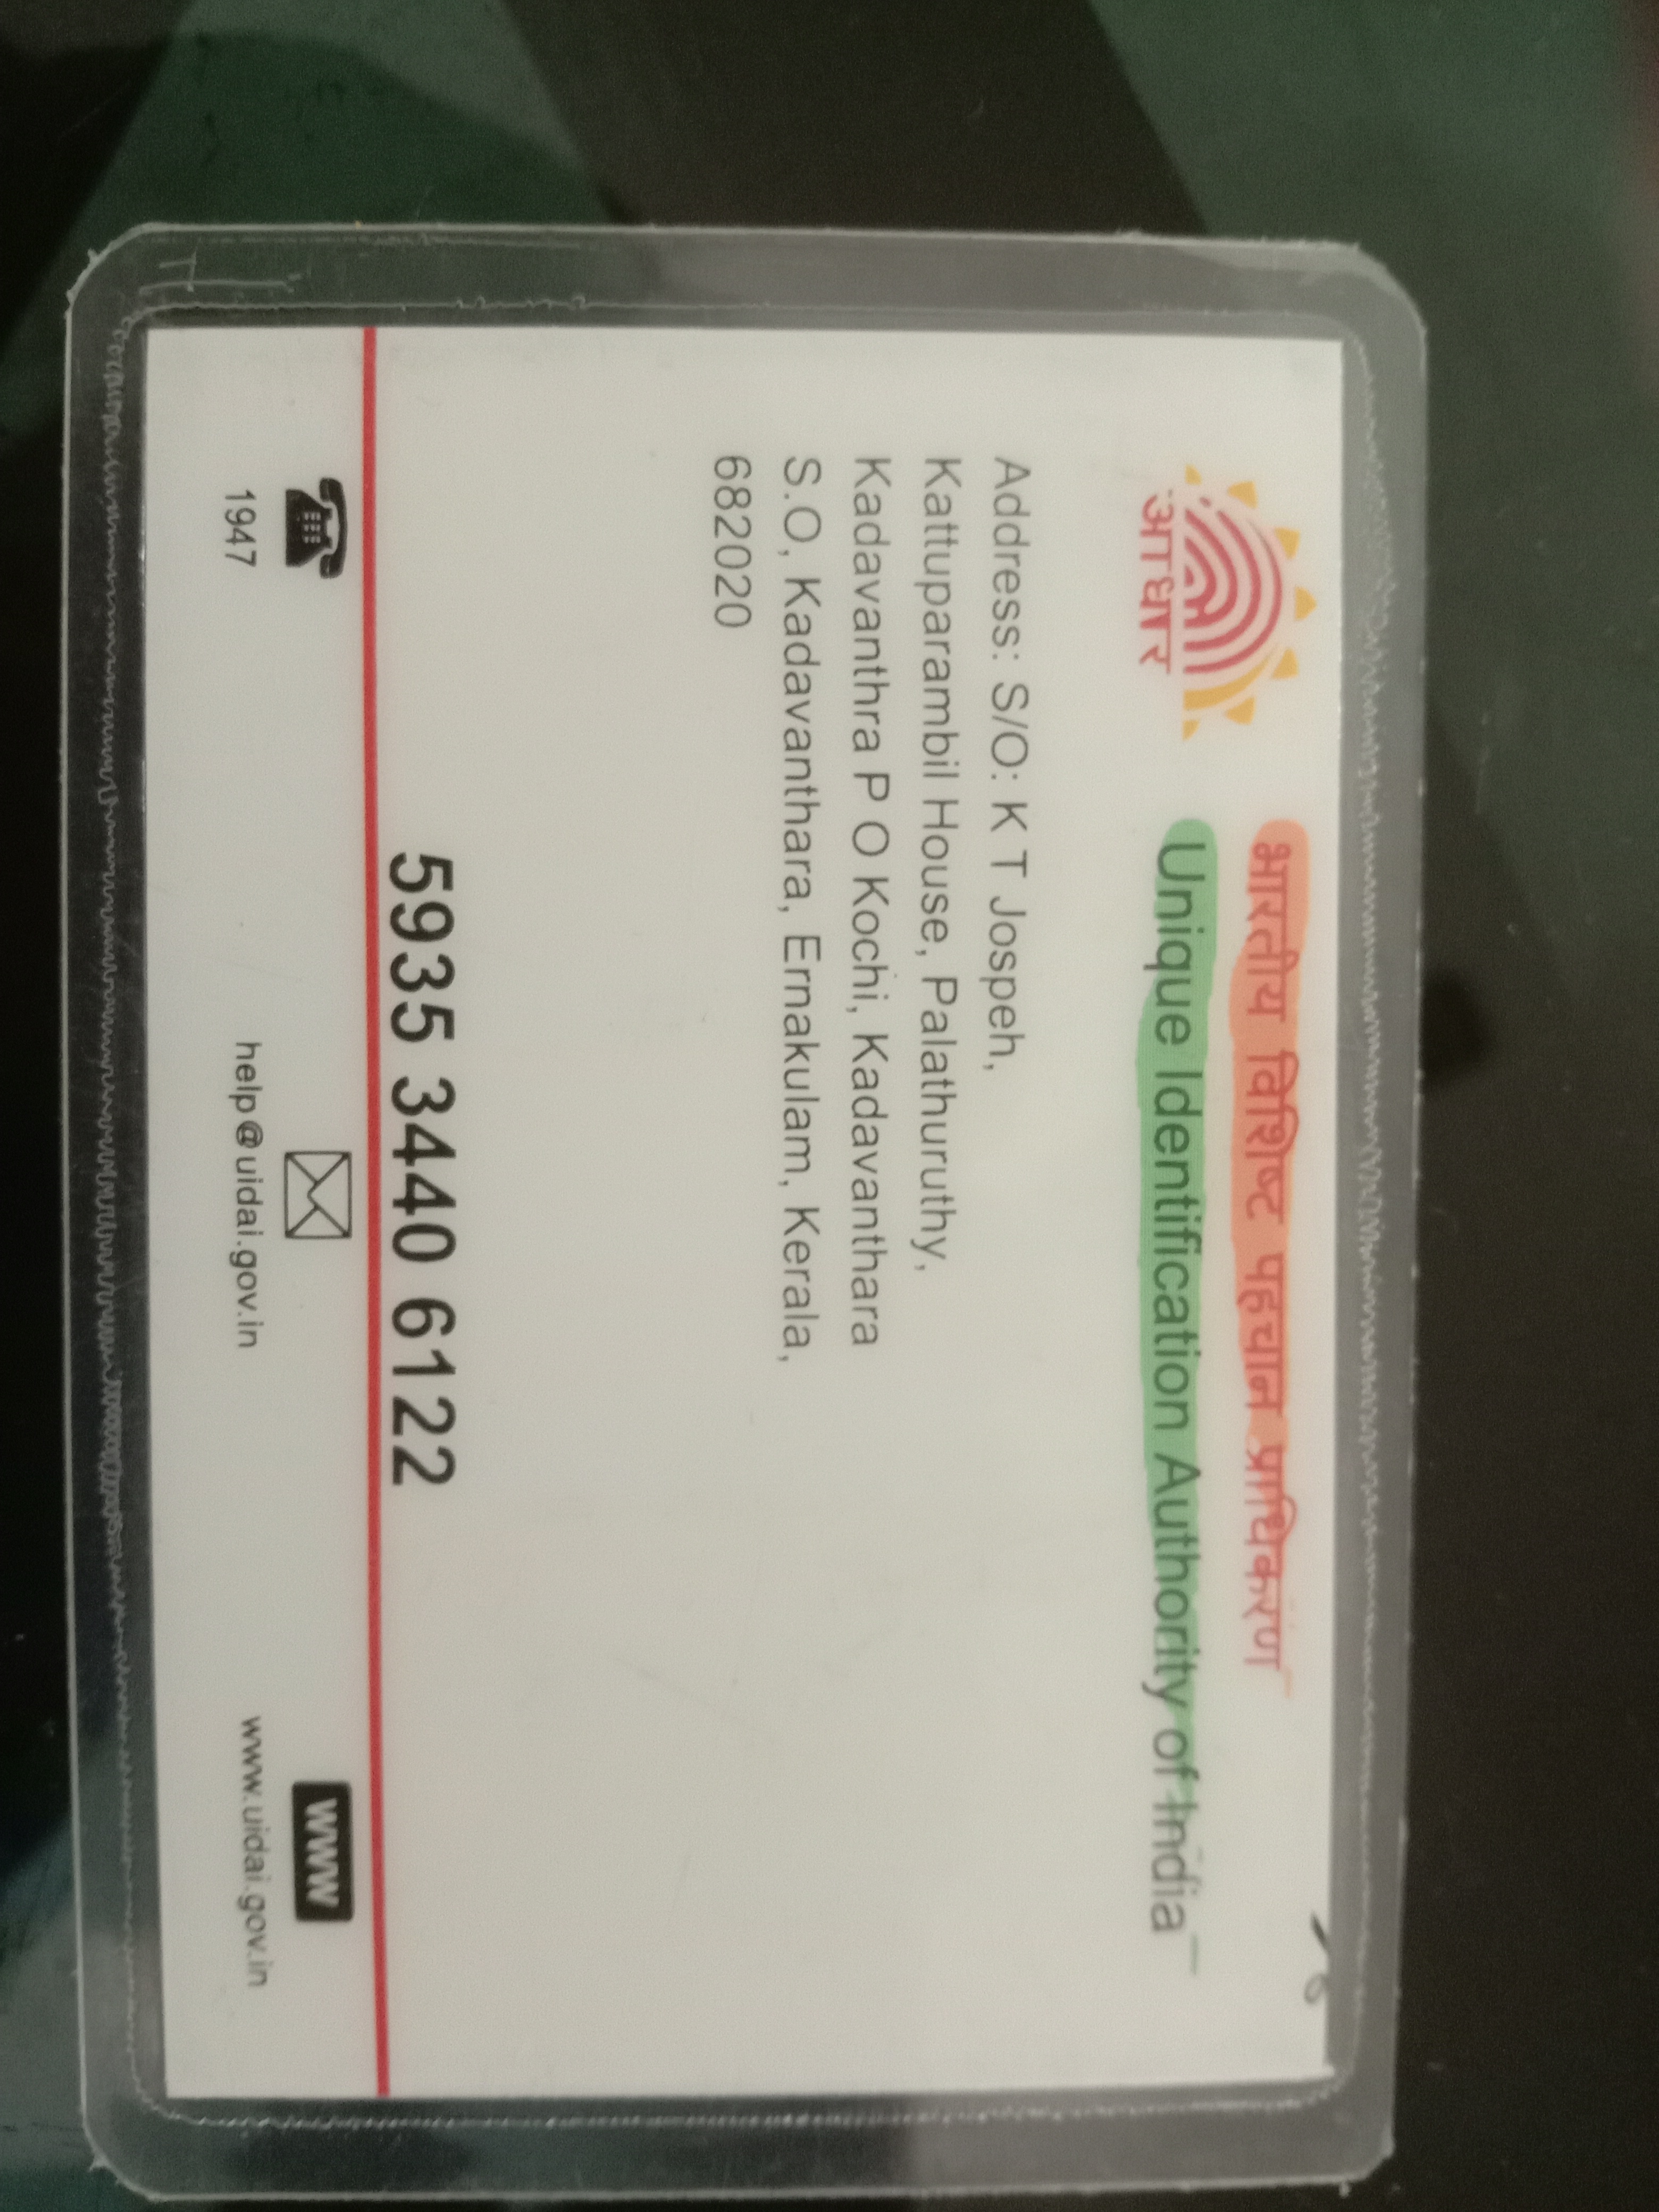 भारतीय विशिष्ट पहचान प्राधिकरण
Unique Identification Authority of India
आधार
Address: S/O: K T Jospeh,
Kattuparambil House, Palathuruthy,
Kadavanthra P O Kochi, Kadavanthara
S.O, Kadavanthara, Ernakulam, Kerala,
682020
5935 3440 6122
1947
help@uidai.gov.in
www
www.uidai.gov.in